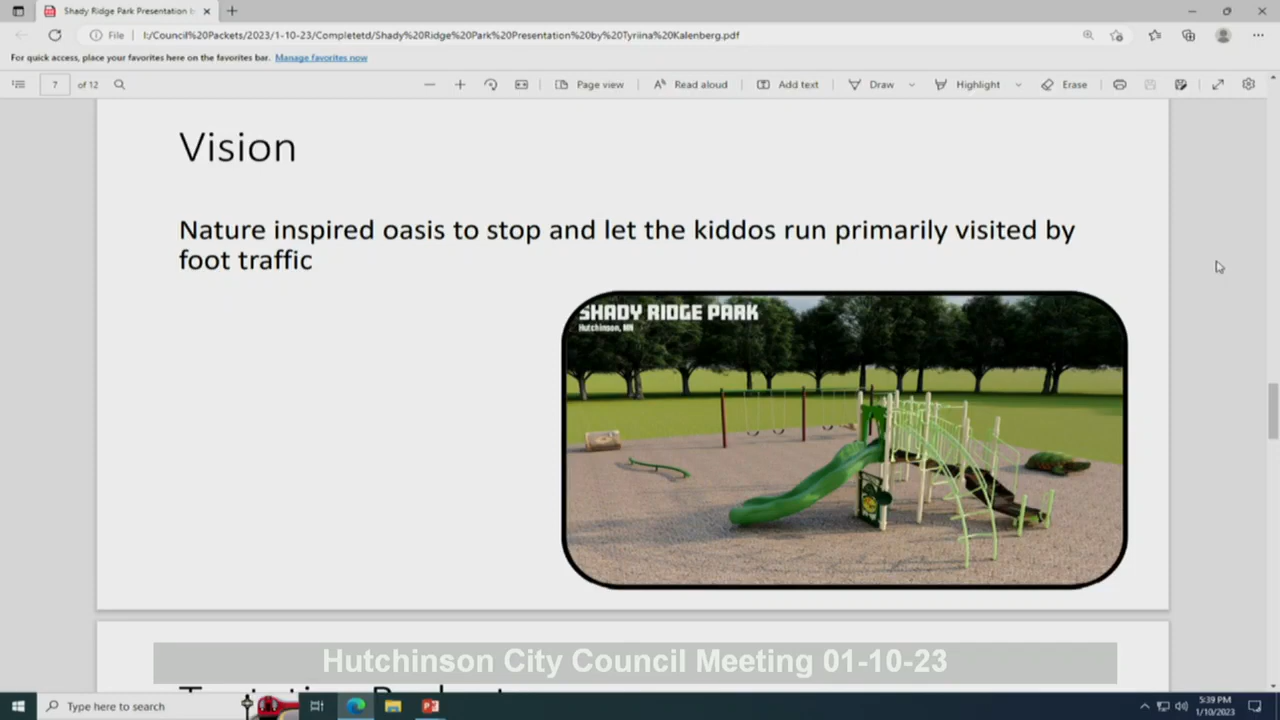 Shady Ridge Park Presentation b
File
I:/Council%20Packets/2023/1-10-23/Completetd/Shady%20Ridge%20Park%20Presentation%20by%20Tyriina%20Kalenberg.pdf
For quick access, place your favorites here on the favorites bar. Manage favorites now
7 of 12
Page view
Read aloud
Add text
Draw
Highlight
Erase
Vision
Nature inspired oasis to stop and let the kiddos run primarily visited by
foot traffic
SHADY RIDGE PARK
Hutchinson, MN
Hutchinson City Council Meeting 01-10-23
Type here to search
5:39 PM
1/10/2023